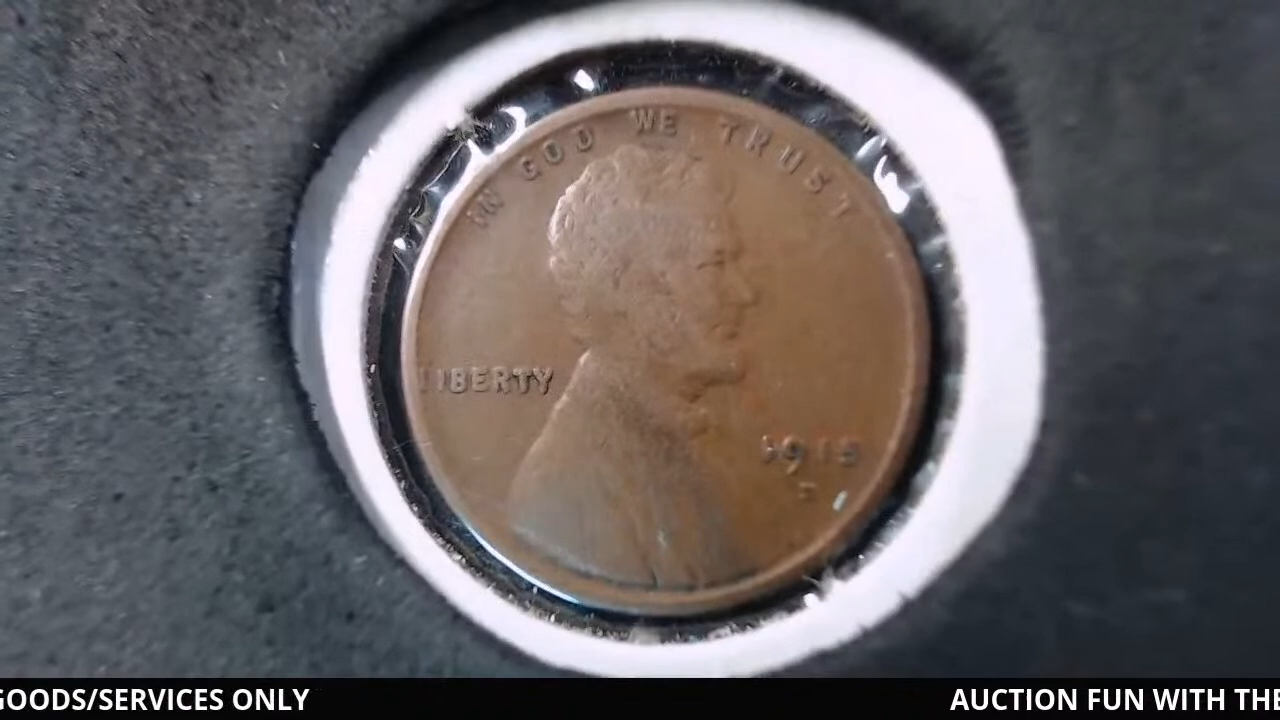 IN GOD WE TRUST
LIBERTY
GOODS/SERVICES ONLY
AUCTION FUN WITH THE